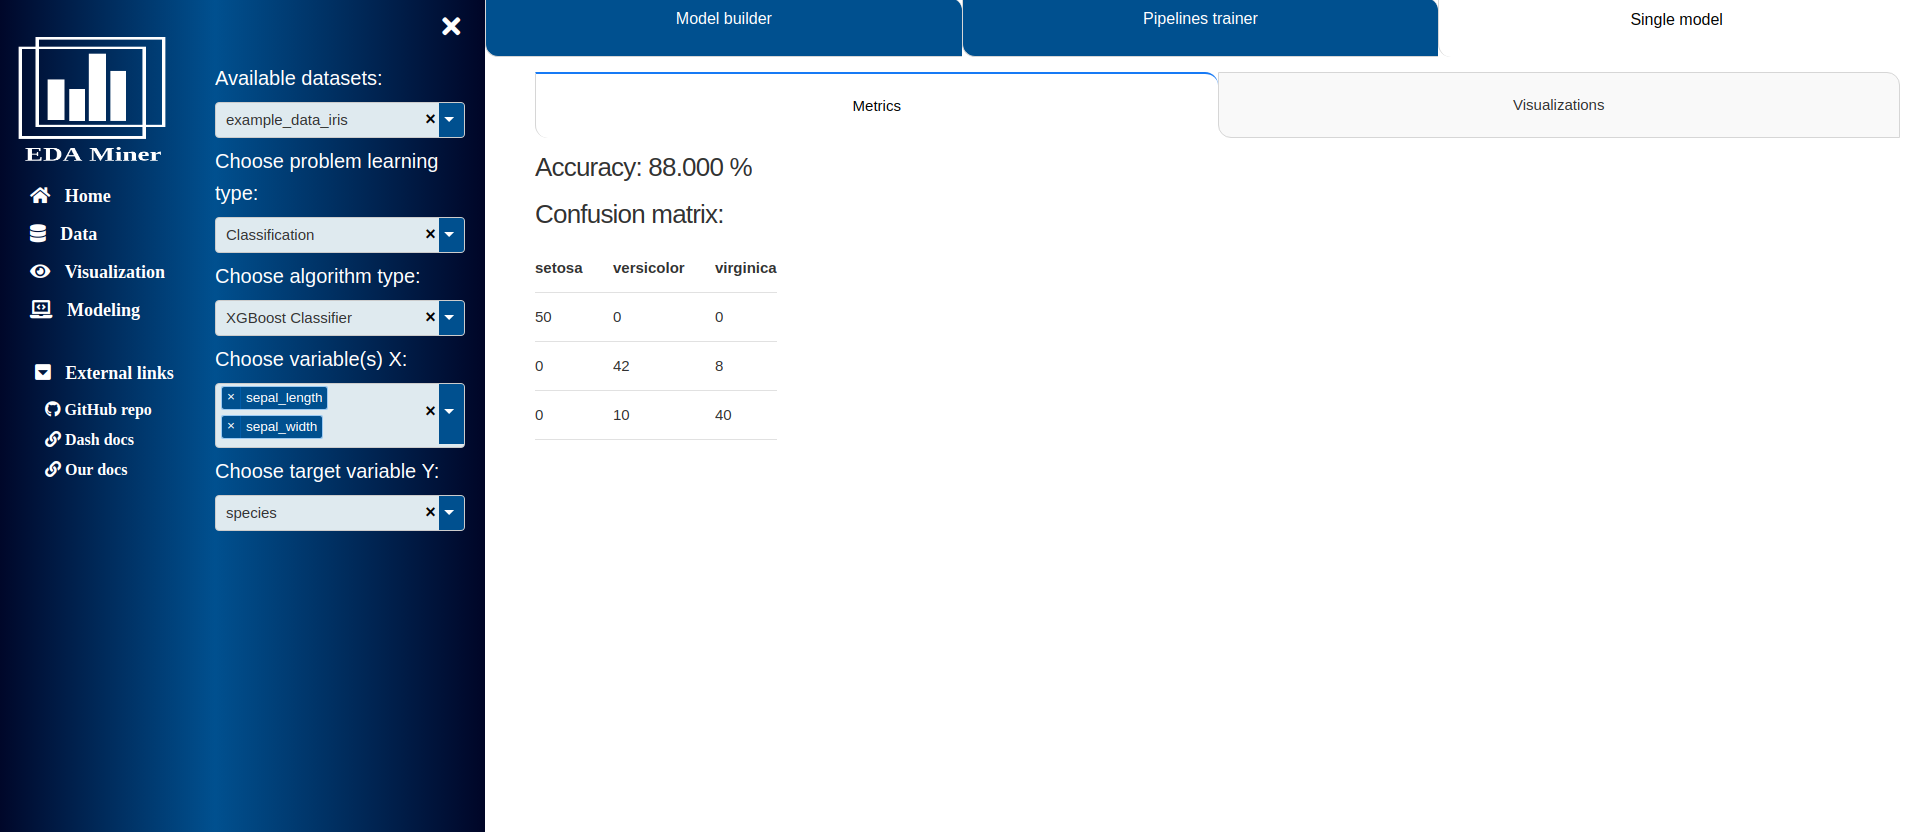 EDA Miner
Home
Data
Visualization
Modeling
External links
GitHub repo
Dash docs
Our docs
Available datasets:
example_data_iris
Choose problem learning
type:
Classification
Choose algorithm type:
XGBoost Classifier
Choose variable(s) X:
× sepal_length
× sepal_width
Choose target variable Y:
species
Model builder
Pipelines trainer
Single model
Metrics
Visualizations
Accuracy: 88.000 %
Confusion matrix:
setosa versicolor virginica
50 0 0
0 42 8
0 10 40